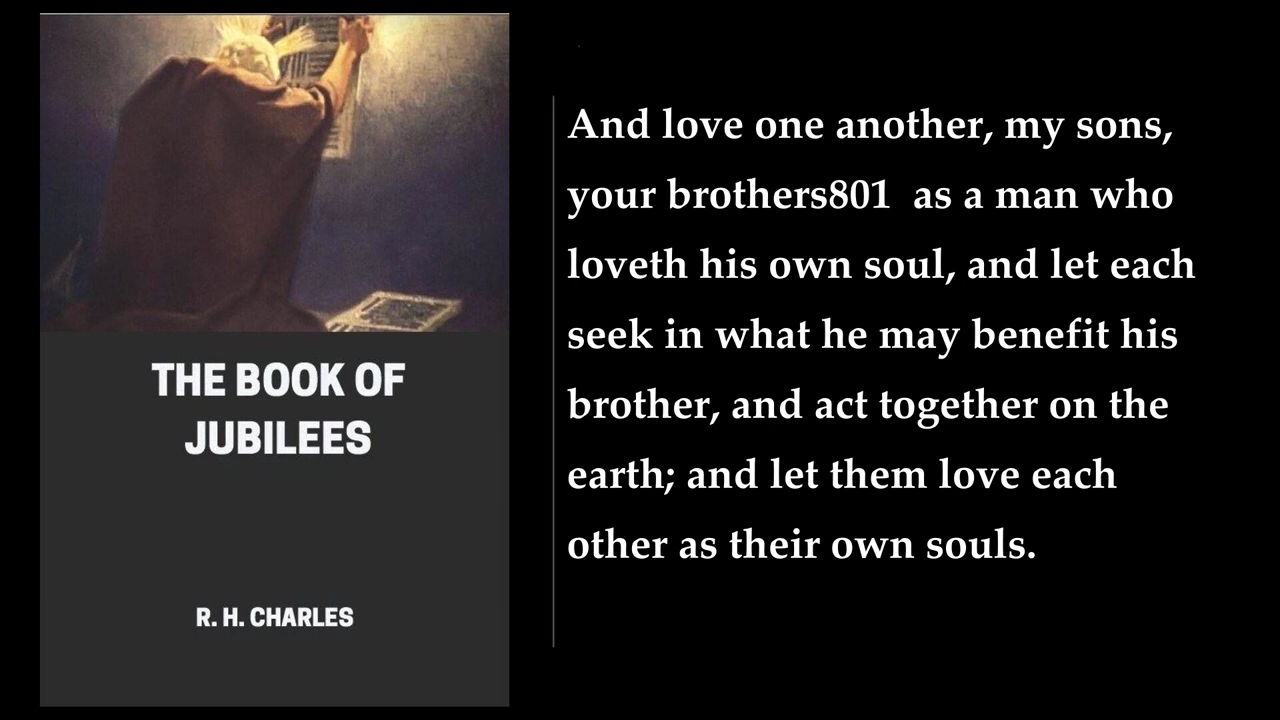 THE BOOK OF
JUBILEES
R. H. CHARLES
And love one another, my sons,
your brothers801 as a man who
loveth his own soul, and let each
seek in what he may benefit his
brother, and act together on the
earth; and let them love each
other as their own souls.